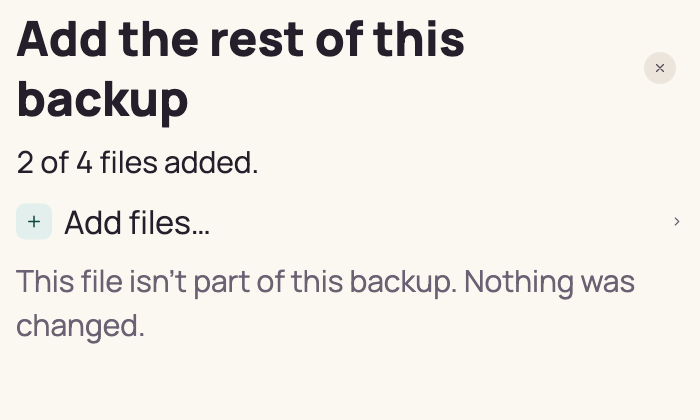 Add the rest of this
backup
2 of 4 files added.
Add files…
This file isn’t part of this backup. Nothing was
changed.